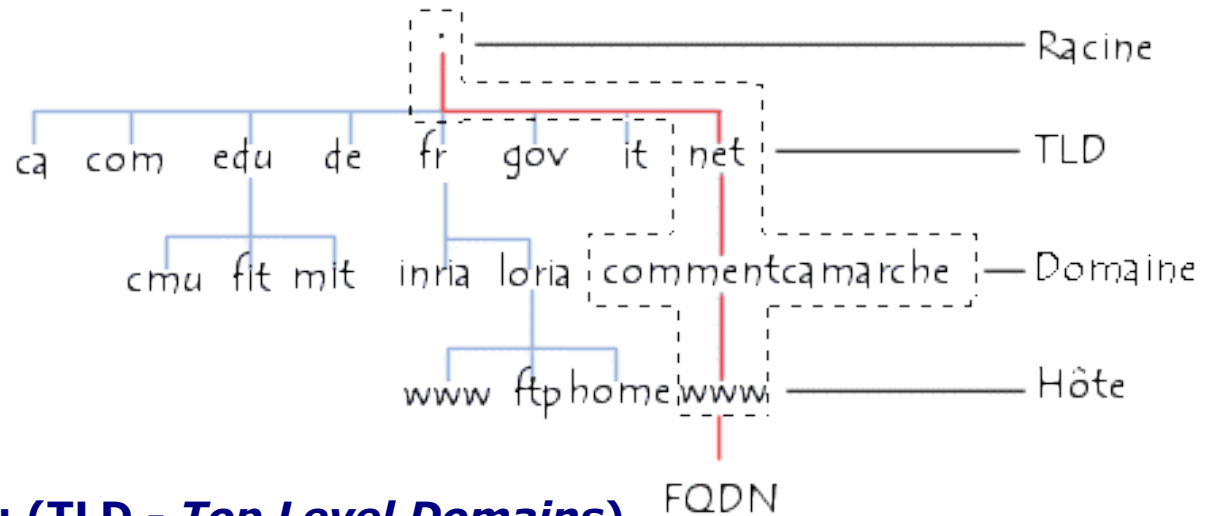 . Racine
ca com edu de fr gov it net TLD
cmu fit mit inria loria commentcamarche Domaine
www ftp home www Hôte
FQDN
(TLD - Top Level Domains)